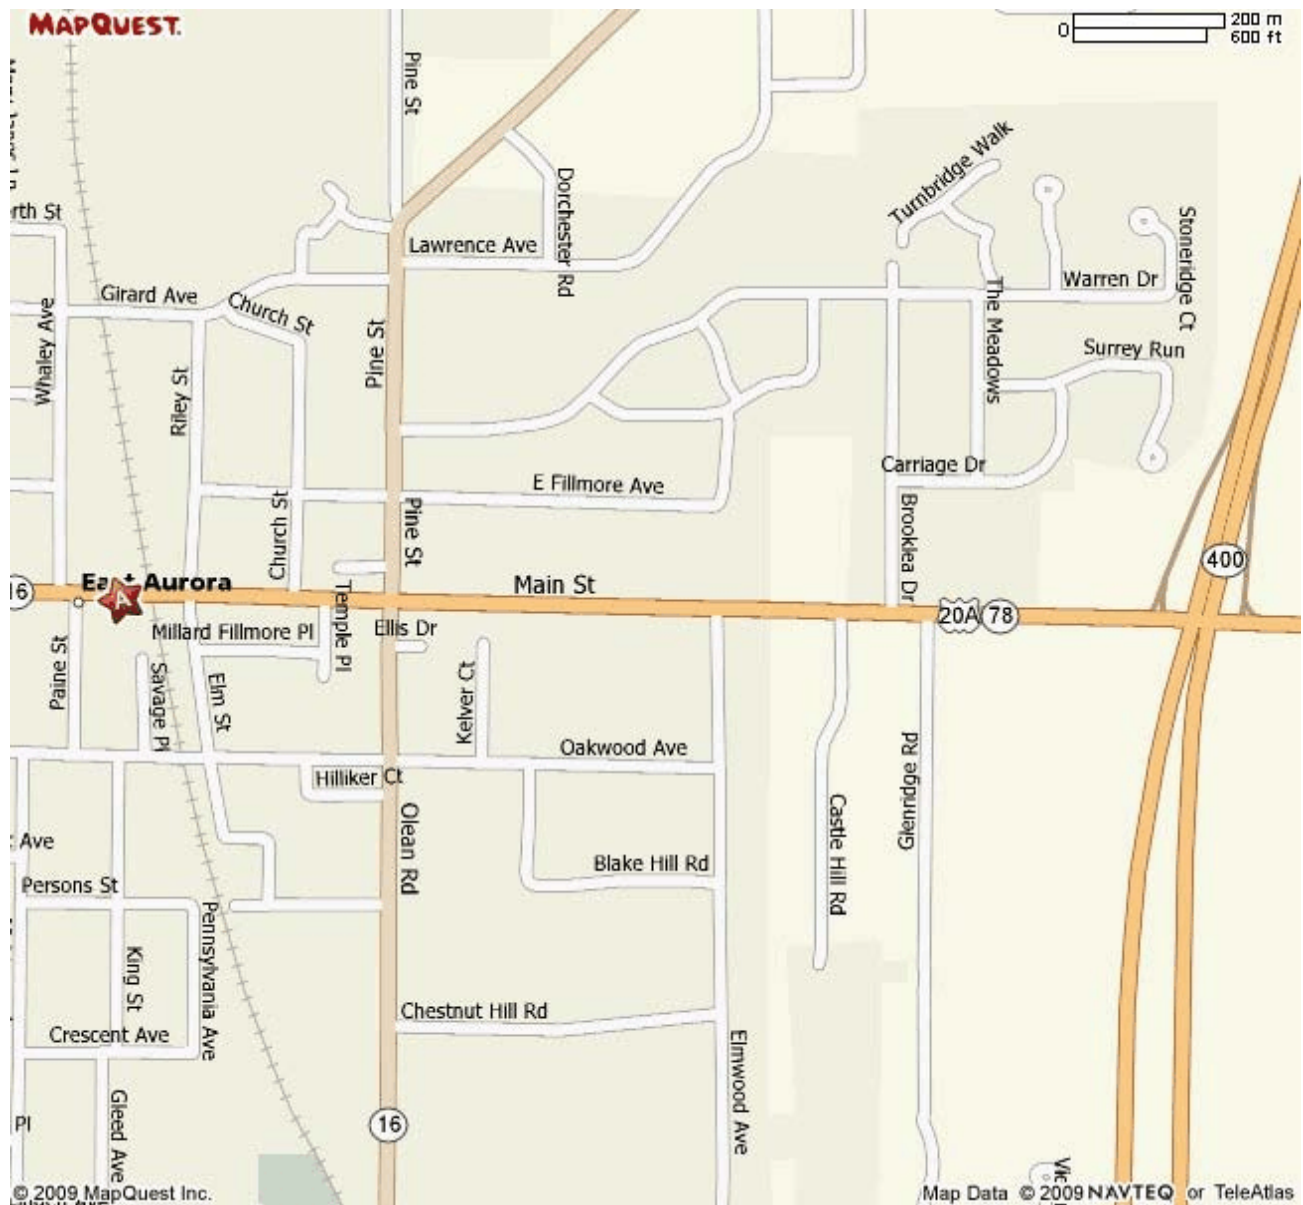 MAPQUEST.
200 m
0
600 ft
Pine St
Turnbridge Walk
Dorchester Rd
rth St
Stoneridge Ct
Lawrence Ave
Warren Dr
Girard Ave
Church St
The Meadows
Whaley Ave
Pine St
Surrey Run
Riley St
Carriage Dr
E Fillmore Ave
Church St
Pine St
Brooklea Dr
400
16
East Aurora
A
Main St
20A
78
Temple Pl
Millard Fillmore Pl
Ellis Dr
Paine St
Savage Pl
Elm St
Kelver Ct
Oakwood Ave
Glenridge Rd
Hilliker Ct
Olean Rd
Castle Hill Rd
Ave
Blake Hill Rd
Persons St
Pennsylvania Ave
King St
Chestnut Hill Rd
Crescent Ave
Elmwood Ave
Gleed Ave
Pl
16
Vic
© 2009 MapQuest Inc.
Map Data © 2009 NAVTEQ or TeleAtlas